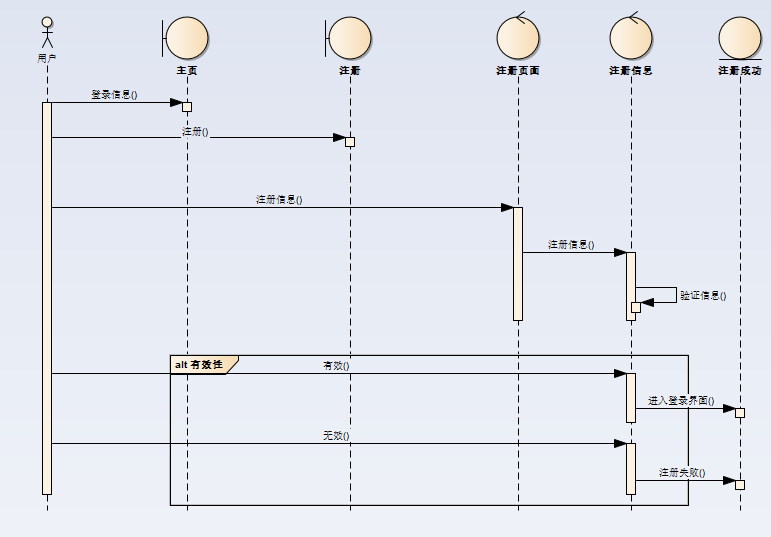 用户
主页
注册
注册页面
注册信息
注册成功
登录信息()
注册()
注册信息()
注册信息()
验证信息()
alt 有效性
有效()
进入登录界面()
无效()
注册失败()